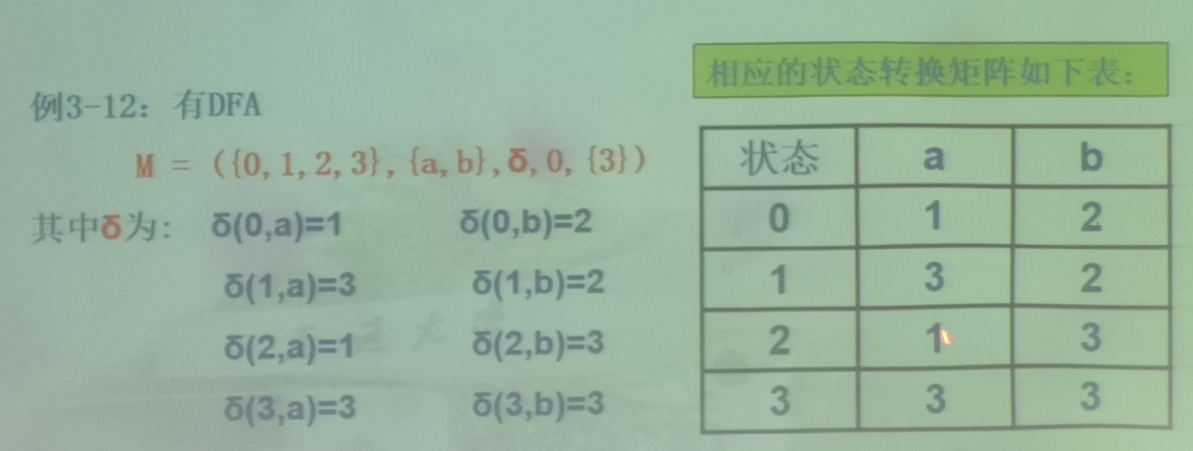 例3-12：有DFA
M = ({0,1,2,3},{a,b},δ,0,{3})
其中δ为: δ(0,a)=1 δ(0,b)=2
δ(1,a)=3 δ(1,b)=2
δ(2,a)=1 δ(2,b)=3
δ(3,a)=3 δ(3,b)=3
相应的状态转换矩阵如下表：
状态 a b
0 1 2
1 3 2
2 1 3
3 3 3